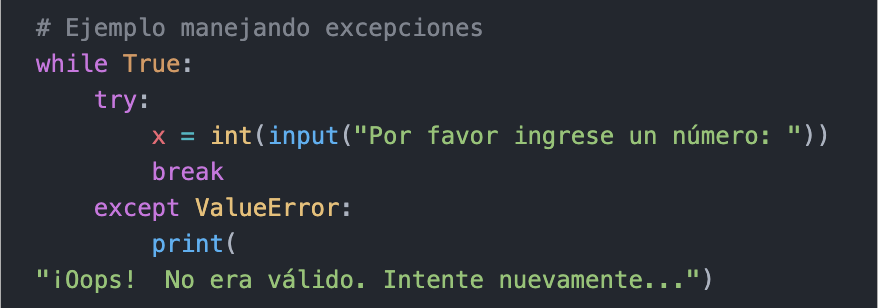 # Ejemplo manejando excepciones
while True:
    try:
        x = int(input("Por favor ingrese un número: "))
        break
    except ValueError:
        print(
"¡Oops!  No era válido. Intente nuevamente...")